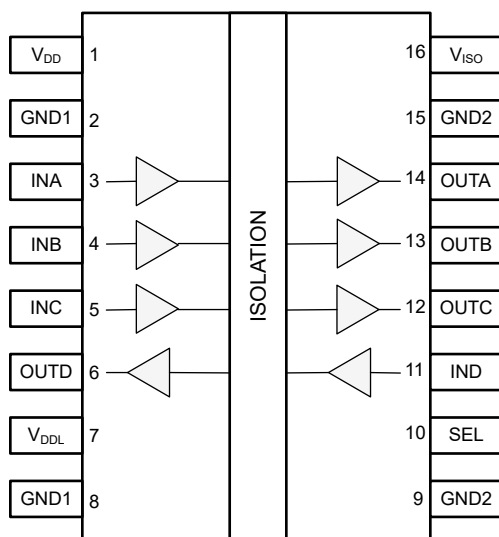 VDD 1 16 VISO
GND1 2 15 GND2
INA 3 14 OUTA
INB 4 13 OUTB
INC 5 12 OUTC
OUTD 6 11 IND
VDDL 7 10 SEL
GND1 8 9 GND2
ISOLATION